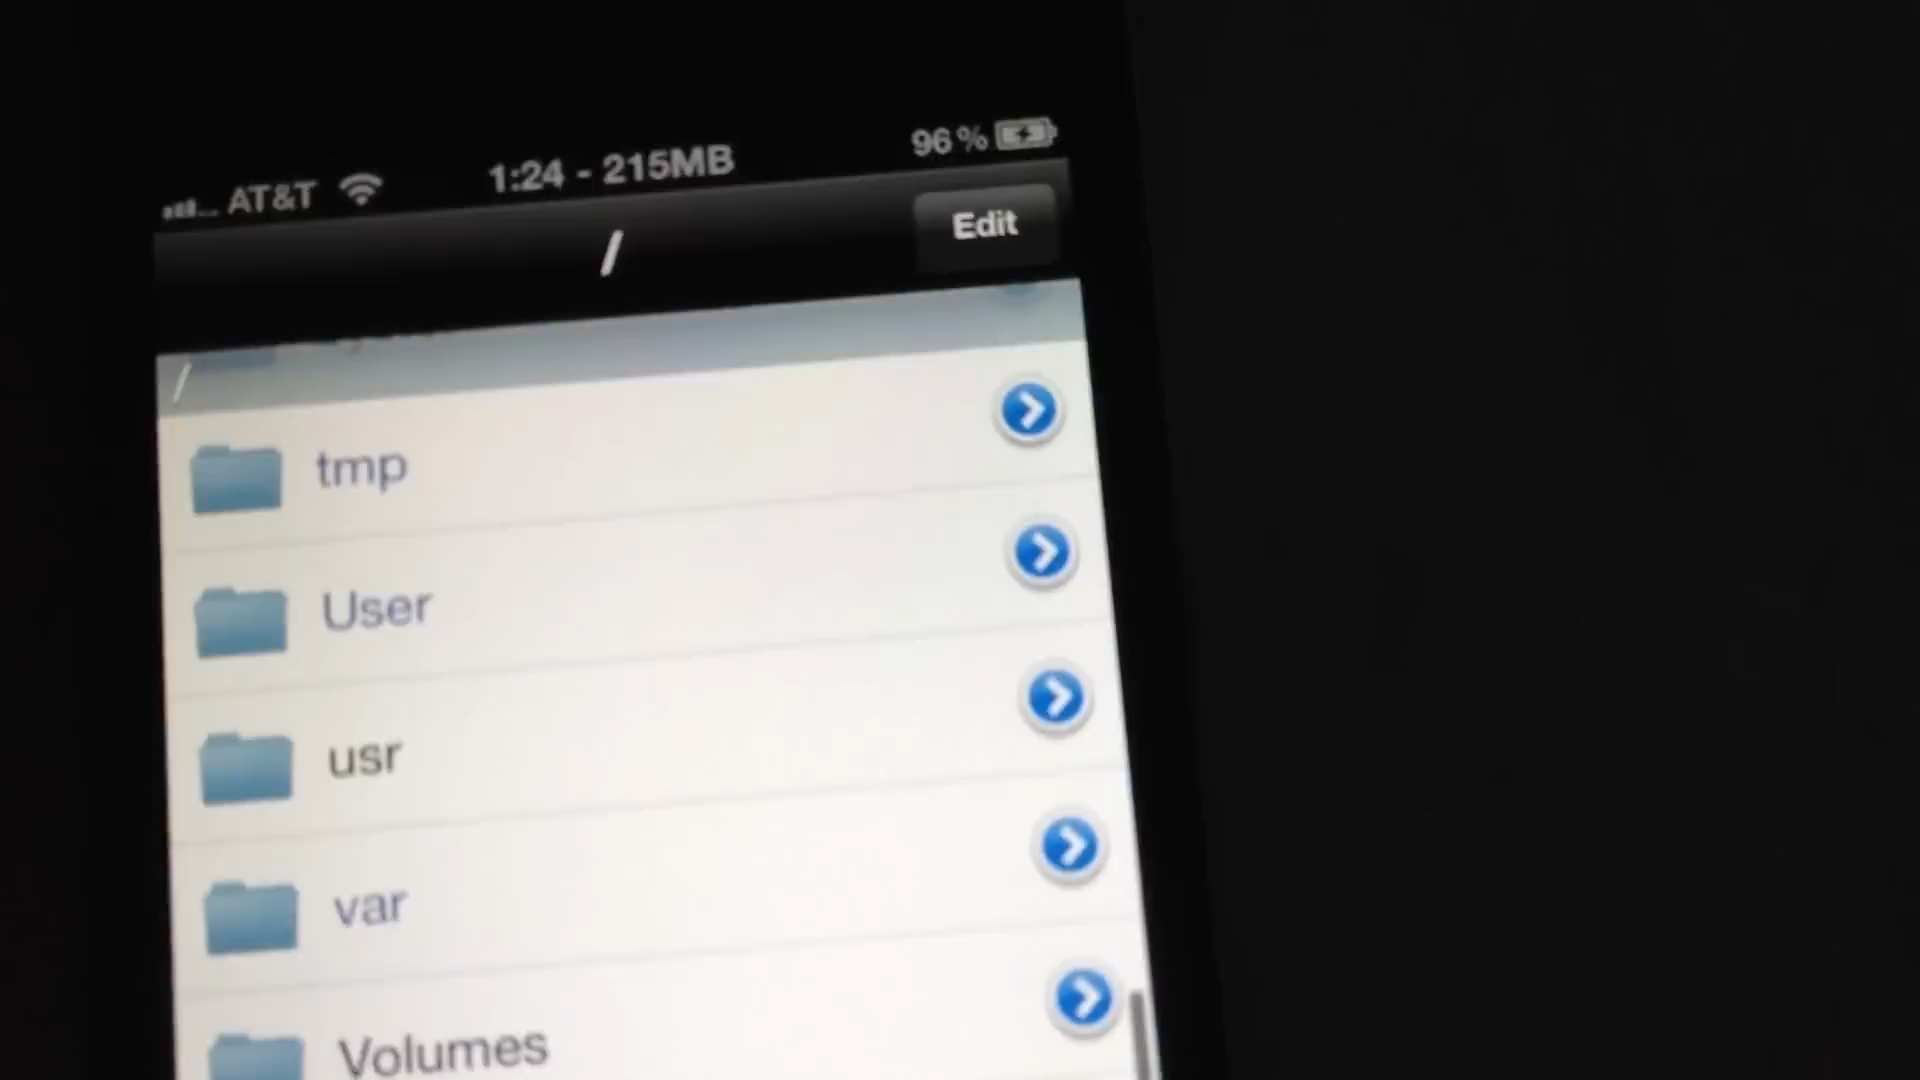 AT&T 1:24 - 215MB 96%
/
Edit
/
tmp
User
usr
var
Volumes